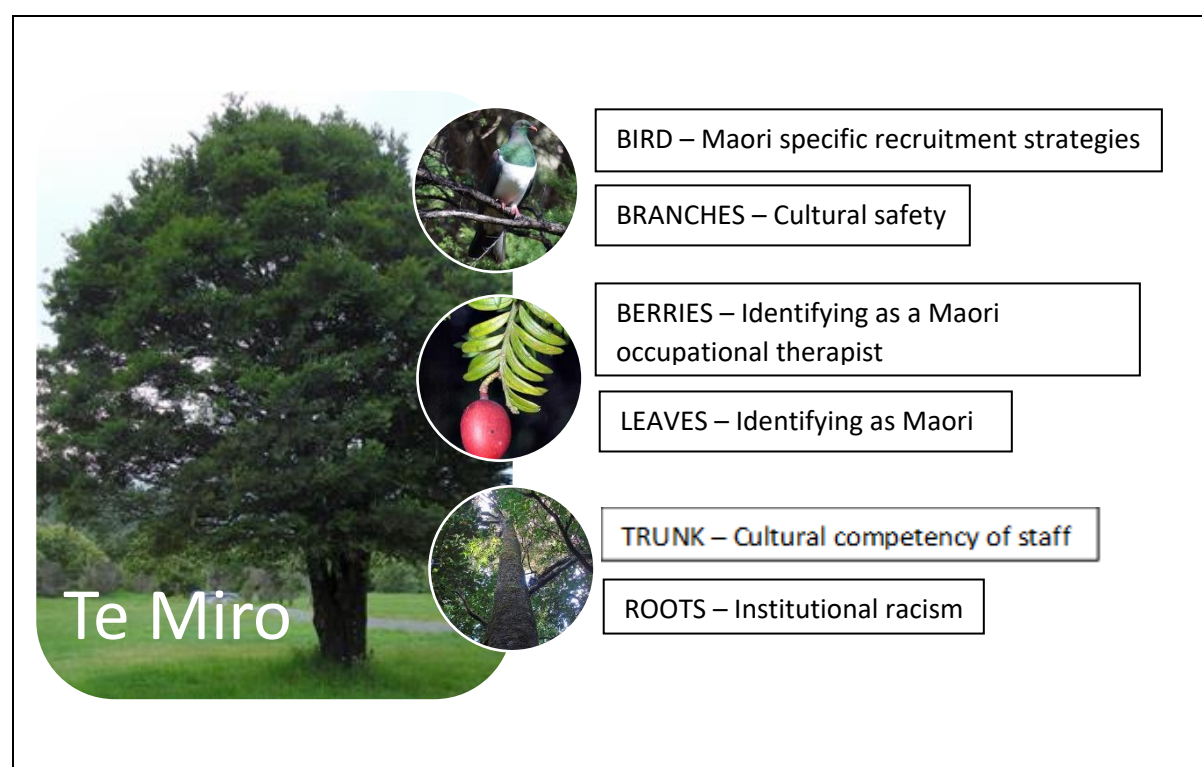 BIRD – Maori specific recruitment strategies
BRANCHES – Cultural safety
BERRIES – Identifying as a Maori
occupational therapist
LEAVES – Identifying as Maori
TRUNK – Cultural competency of staff
ROOTS – Institutional racism
Te Miro